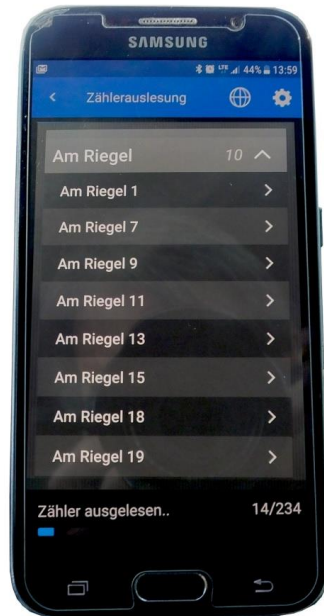 SAMSUNG
LTE 44% 13:59
Zählerauslesung
Am Riegel 10
Am Riegel 1
Am Riegel 7
Am Riegel 9
Am Riegel 11
Am Riegel 13
Am Riegel 15
Am Riegel 18
Am Riegel 19
Zähler ausgelesen.. 14/234